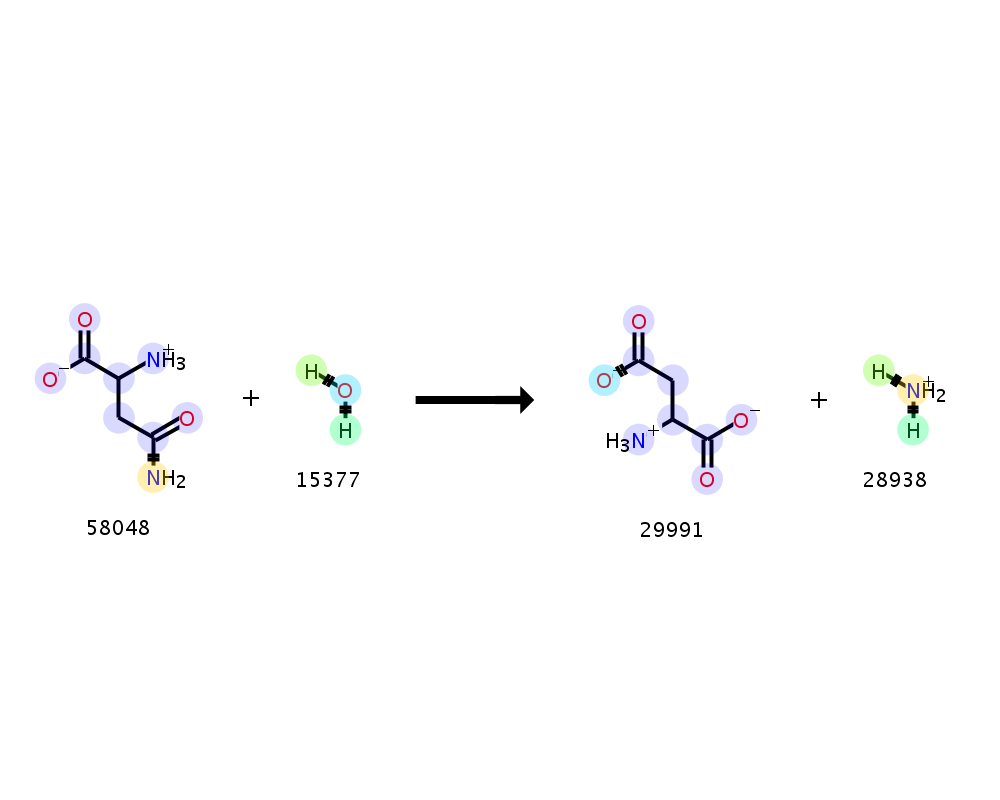 O
O−
NH3+
O
NH2
58048
+
H
O
H
15377
O
O−
H3N+
O−
O
29991
+
H
NH2+
H
28938